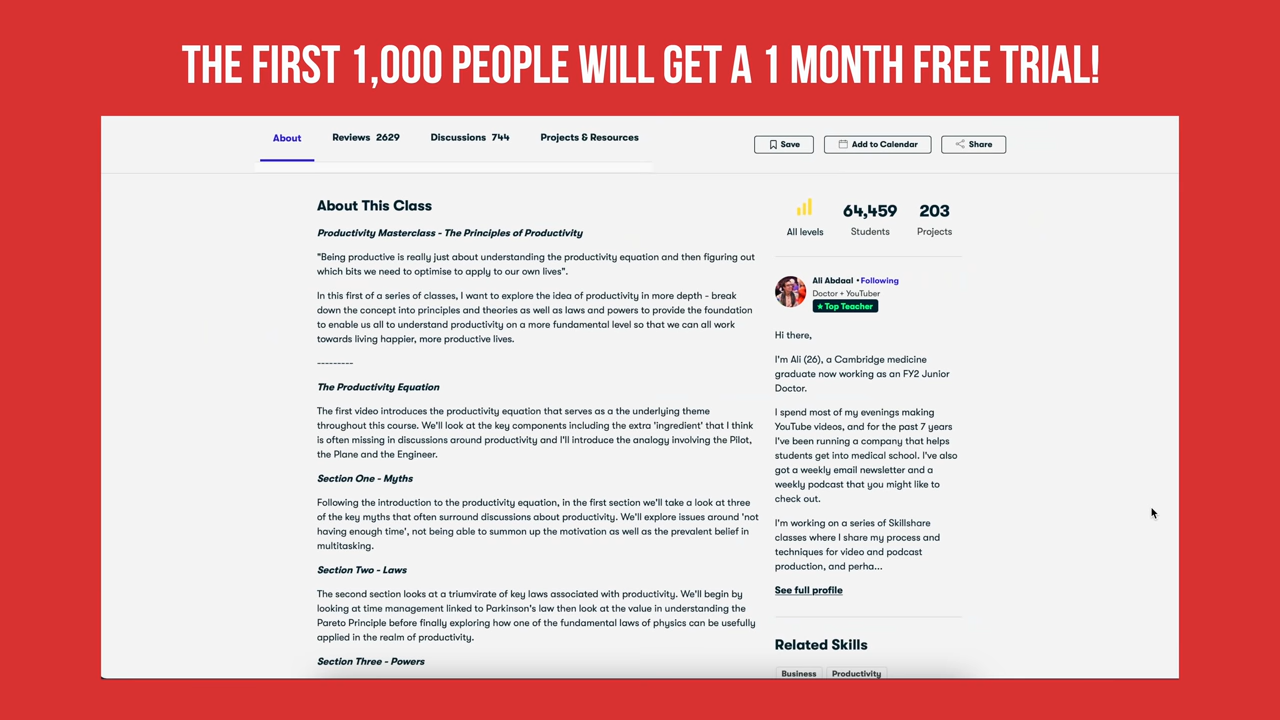 THE FIRST 1,000 PEOPLE WILL GET A 1 MONTH FREE TRIAL!
About Reviews 2629 Discussions 744 Projects & Resources
Save Add to Calendar Share
About This Class
Productivity Masterclass - The Principles of Productivity
"Being productive is really just about understanding the productivity equation and then figuring out
which bits we need to optimise to apply to our own lives".
In this first of a series of classes, I want to explore the idea of productivity in more depth - break
down the concept into principles and theories as well as laws and powers to provide the foundation
to enable us all to understand productivity on a more fundamental level so that we can all work
towards living happier, more productive lives.
---------
The Productivity Equation
The first video introduces the productivity equation that serves as a the underlying theme
throughout this course. We'll look at the key components including the extra 'ingredient' that I think
is often missing in discussions around productivity and I'll introduce the analogy involving the Pilot,
the Plane and the Engineer.
Section One - Myths
Following the introduction to the productivity equation, in the first section we'll take a look at three
of the key myths that often surround discussions about productivity. We'll explore issues around 'not
having enough time', not being able to summon up the motivation as well as the prevalent belief in
multitasking.
Section Two - Laws
The second section looks at a triumvirate of key laws associated with productivity. We'll begin by
looking at time management linked to Parkinson's law then look at the value in understanding the
Pareto Principle before finally exploring how one of the fundamental laws of physics can be usefully
applied in the realm of productivity.
Section Three - Powers
64,459 203
All levels Students Projects
Ali Abdaal • Following
Doctor + YouTuber
★ Top Teacher
Hi there,
I'm Ali (26), a Cambridge medicine
graduate now working as an FY2 Junior
Doctor.
I spend most of my evenings making
YouTube videos, and for the past 7 years
I've been running a company that helps
students get into medical school. I've also
got a weekly email newsletter and a
weekly podcast that you might like to
check out.
I'm working on a series of Skillshare
classes where I share my process and
techniques for video and podcast
production, and perha...
See full profile
Related Skills
Business Productivity